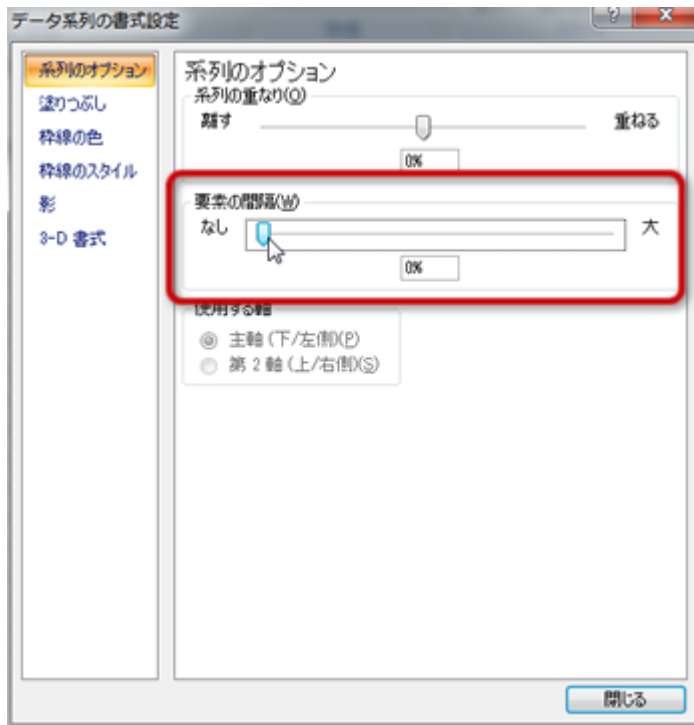 データ系列の書式設定
系列のオプション
塗りつぶし
枠線の色
枠線のスタイル
影
3-D 書式
系列のオプション
系列の重なり(O)
離す
重ねる
0%
要素の間隔(W)
なし
大
0%
使用する軸
主軸 (下/左側)(P)
第 2 軸 (上/右側)(S)
閉じる